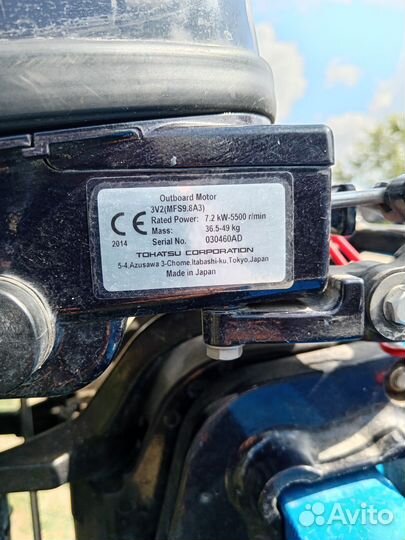 Outboard Motor
3V2(MFS9.8A3)
Rated Power: 7.2 kW-5500 r/min
Mass: 36.5-49 kg
Serial No. 030460AD
CE
2014
TOHATSU CORPORATION
5-4,Azusawa 3-Chome,Itabashi-ku,Tokyo,Japan
Made in Japan
Avito